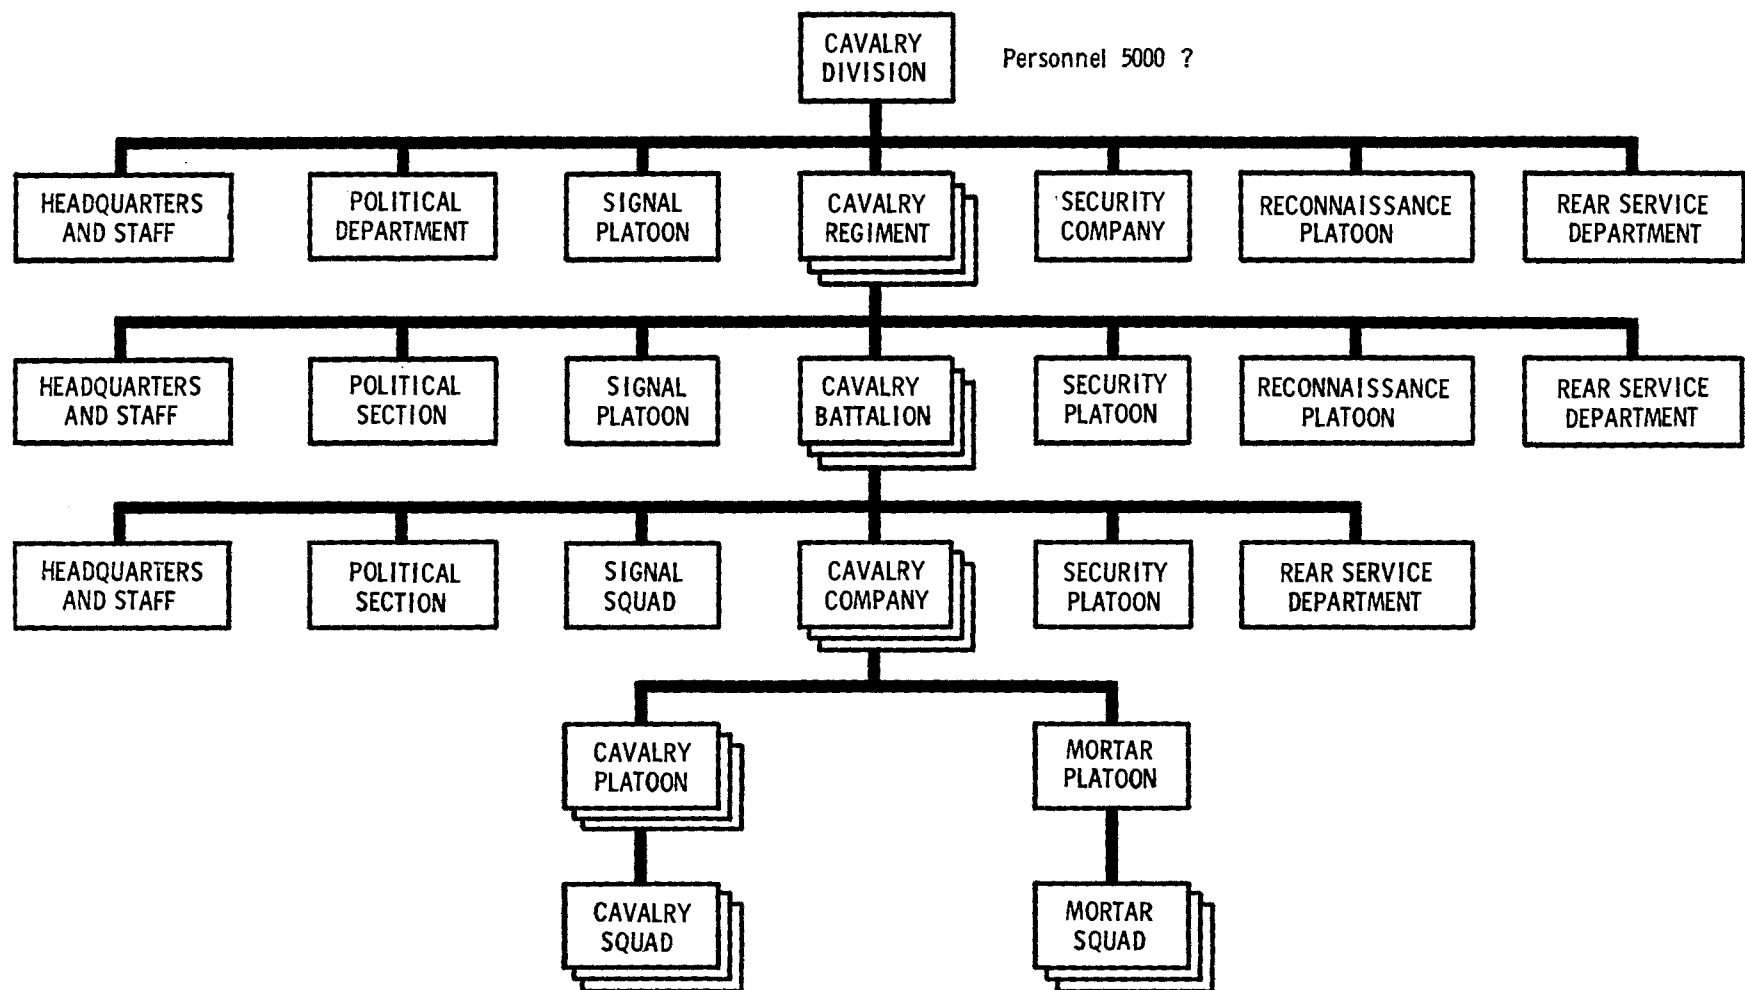 CAVALRY
DIVISION
Personnel 5000 ?
HEADQUARTERS
AND STAFF
POLITICAL
DEPARTMENT
SIGNAL
PLATOON
CAVALRY
REGIMENT
SECURITY
COMPANY
RECONNAISSANCE
PLATOON
REAR SERVICE
DEPARTMENT
HEADQUARTERS
AND STAFF
POLITICAL
SECTION
SIGNAL
PLATOON
CAVALRY
BATTALION
SECURITY
PLATOON
RECONNAISSANCE
PLATOON
REAR SERVICE
DEPARTMENT
HEADQUARTERS
AND STAFF
POLITICAL
SECTION
SIGNAL
SQUAD
CAVALRY
COMPANY
SECURITY
PLATOON
REAR SERVICE
DEPARTMENT
CAVALRY
PLATOON
MORTAR
PLATOON
CAVALRY
SQUAD
MORTAR
SQUAD